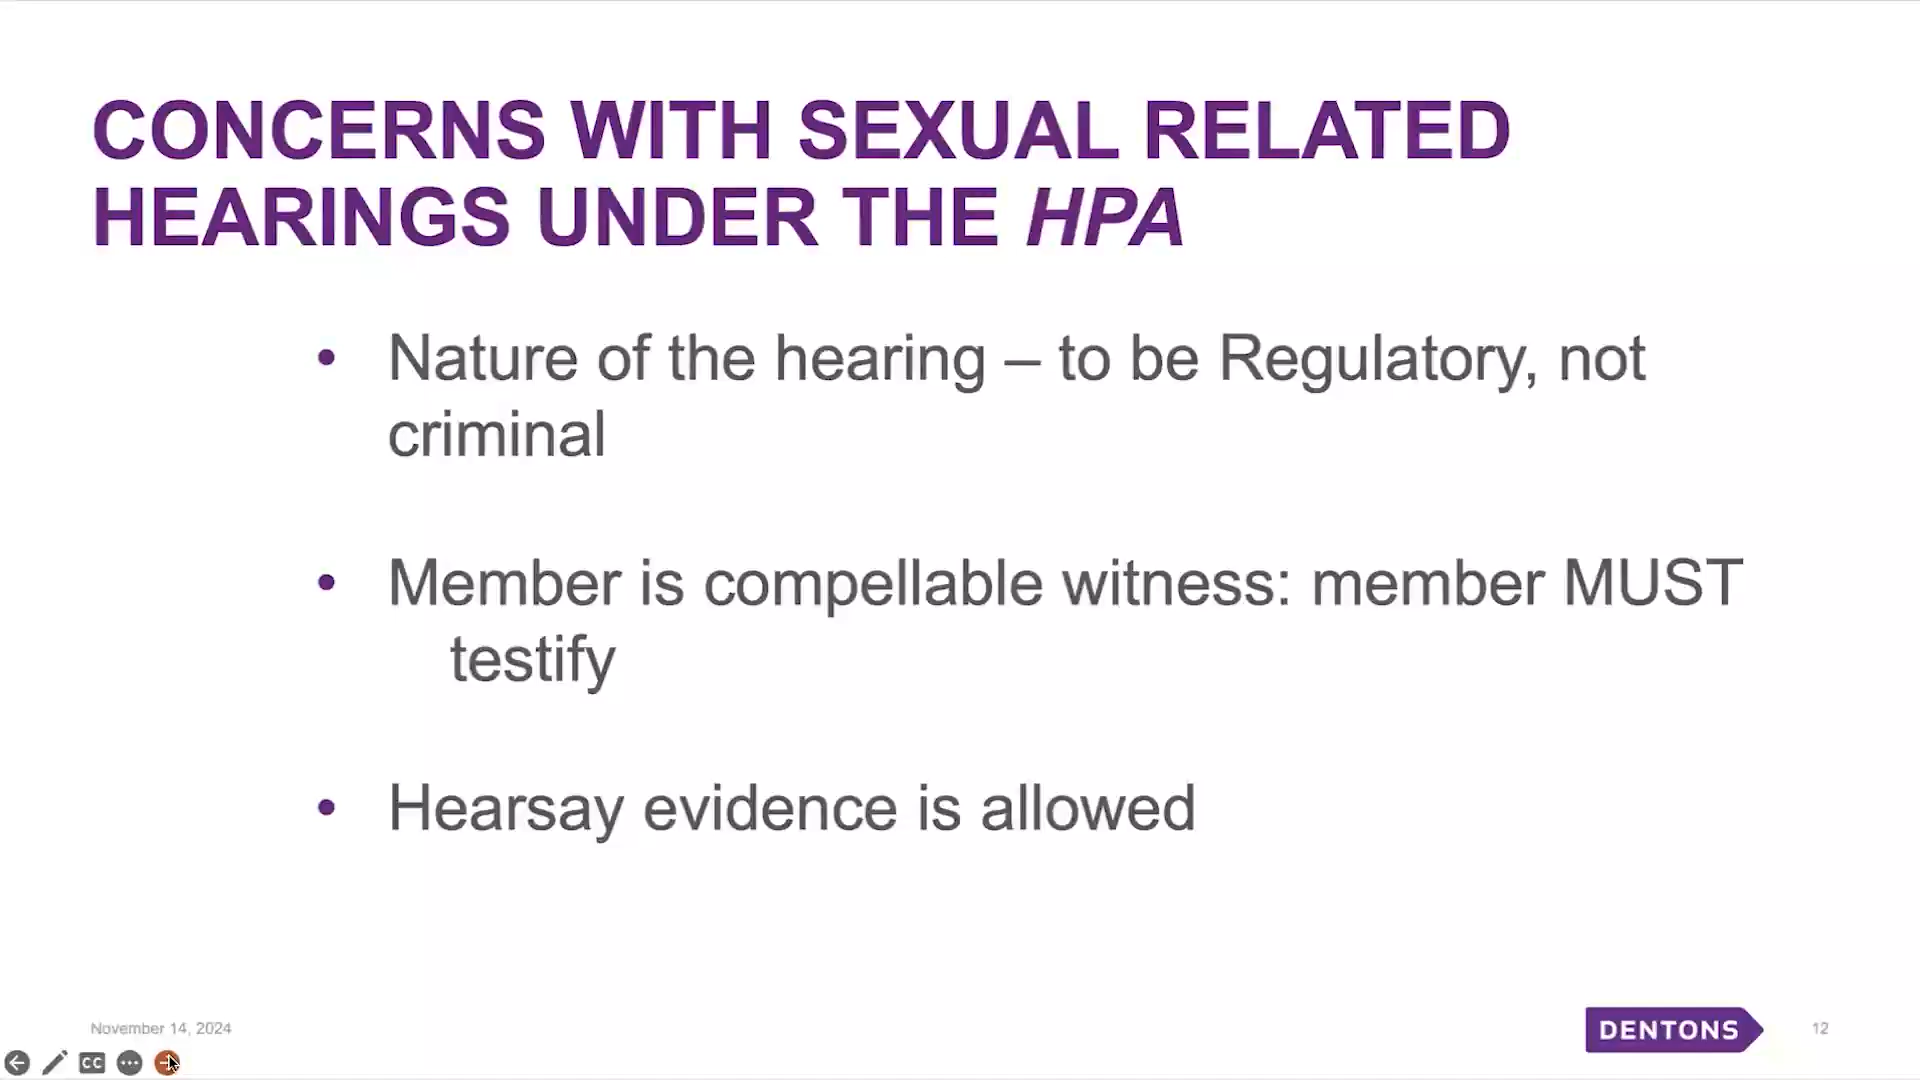 CONCERNS WITH SEXUAL RELATED
HEARINGS UNDER THE HPA
• Nature of the hearing – to be Regulatory, not
criminal
• Member is compellable witness: member MUST
testify
• Hearsay evidence is allowed
November 14, 2024
DENTONS
12
CC